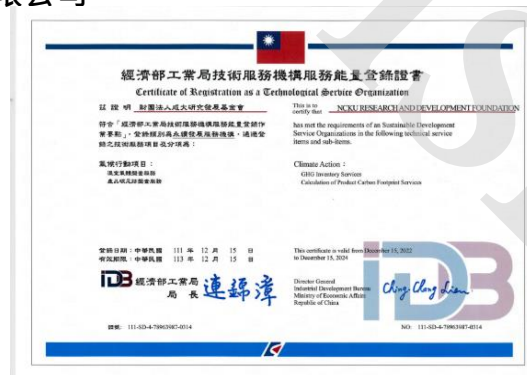 限公司
經濟部工業局技術服務機構服務能量登錄證書
Certificate of Registration as a Technological Service Organization
茲證明 財團法人成大研究發展基金會
This is to certify that NCKU RESEARCH AND DEVELOPMENT FOUNDATION
符合「經濟部工業局技術服務機構服務能量登錄作
業要點」，登錄類別為永續發展服務機構，通過登
錄之技術服務項目及分項為：
has met the requirements of an Sustainable Development
Service Organizations in the following technical service
items and sub-items.
氣候行動項目：
溫室氣體盤查服務
產品碳足跡盤查服務
Climate Action :
GHG Inventory Services
Calculation of Product Carbon Footprint Services
登錄日期：中華民國 111 年 12 月 15 日
有效期限：中華民國 113 年 12 月 15 日
This certificate is valid from December 15, 2022
to December 15, 2024
IDB 經濟部工業局
局長 連錦漳
Director General
Industrial Development Bureau
Ministry of Economic Affairs
Republic of China
Ching-Chang Lien
IDB
證號： 111-SD-4-78963987-0314
NO: 111-SD-4-78963987-0314